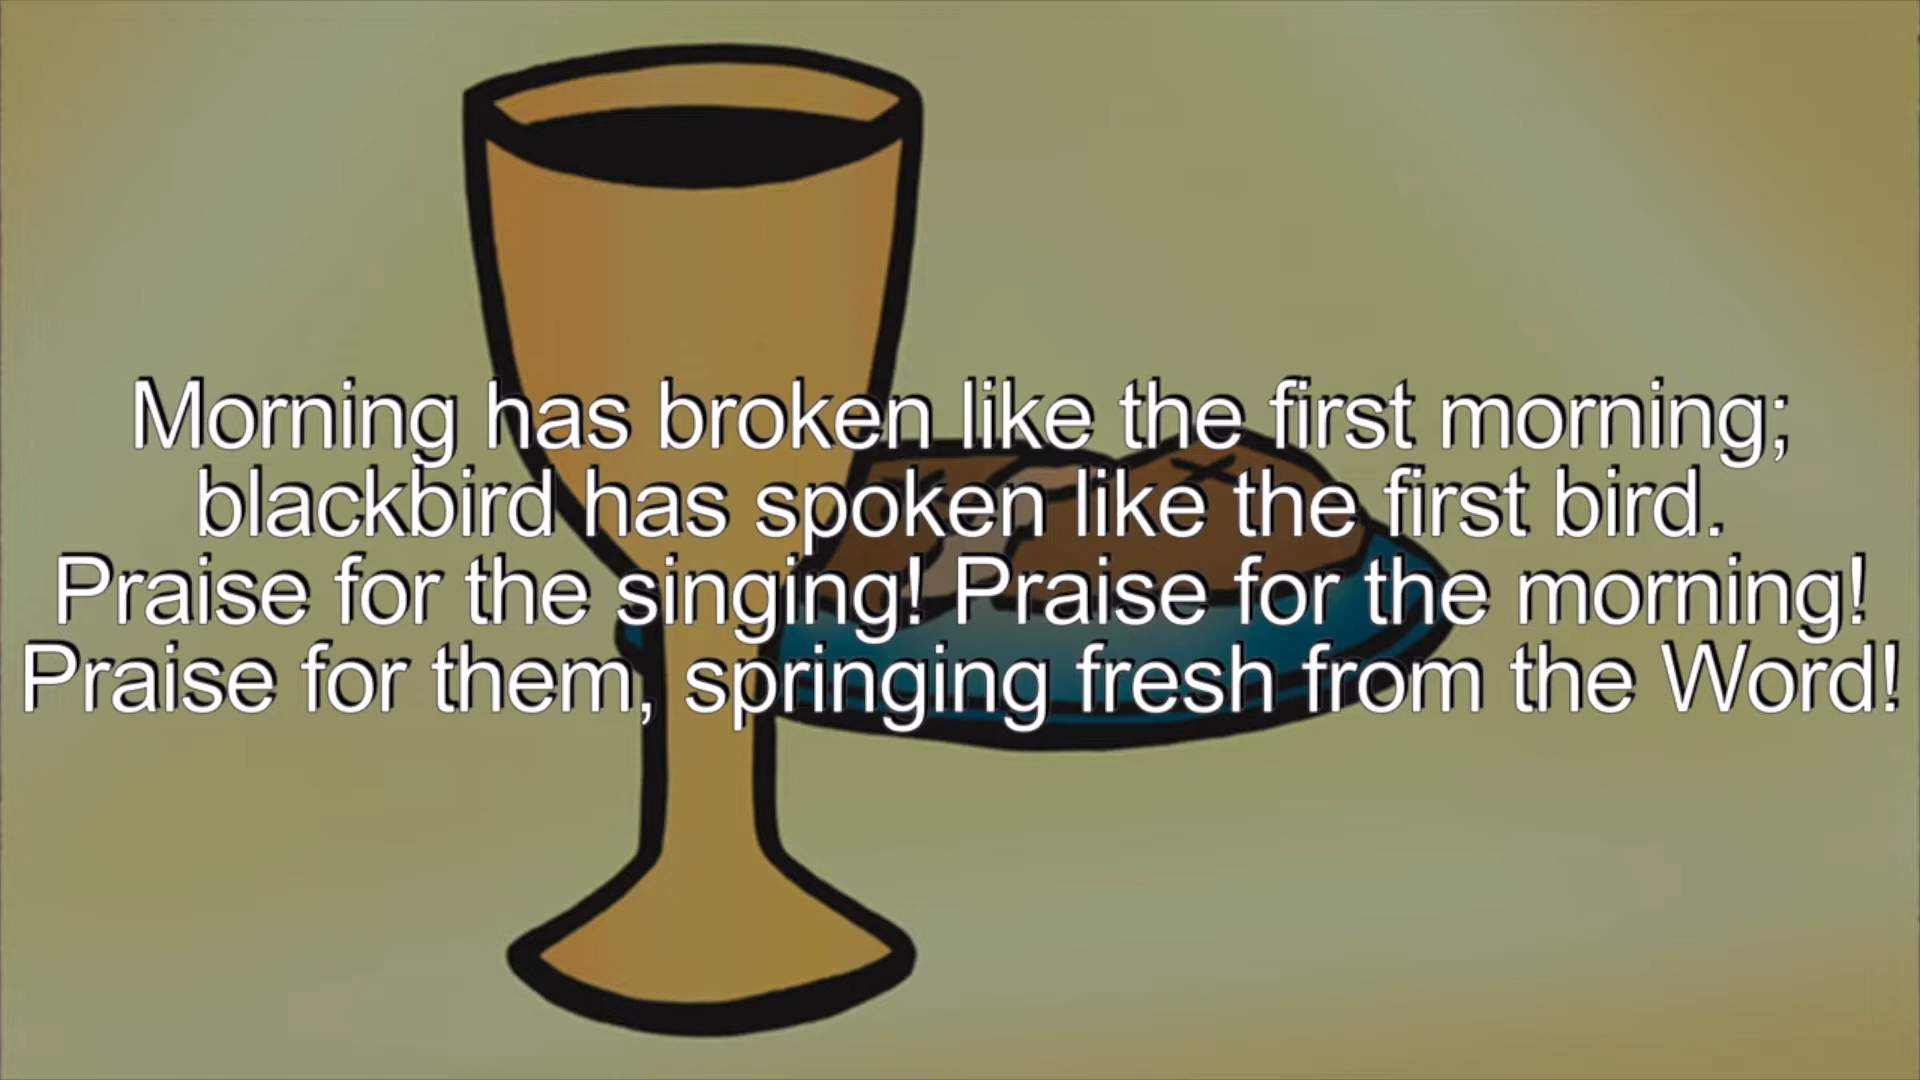 Morning has broken like the first morning;
blackbird has spoken like the first bird.
Praise for the singing! Praise for the morning!
Praise for them, springing fresh from the Word!